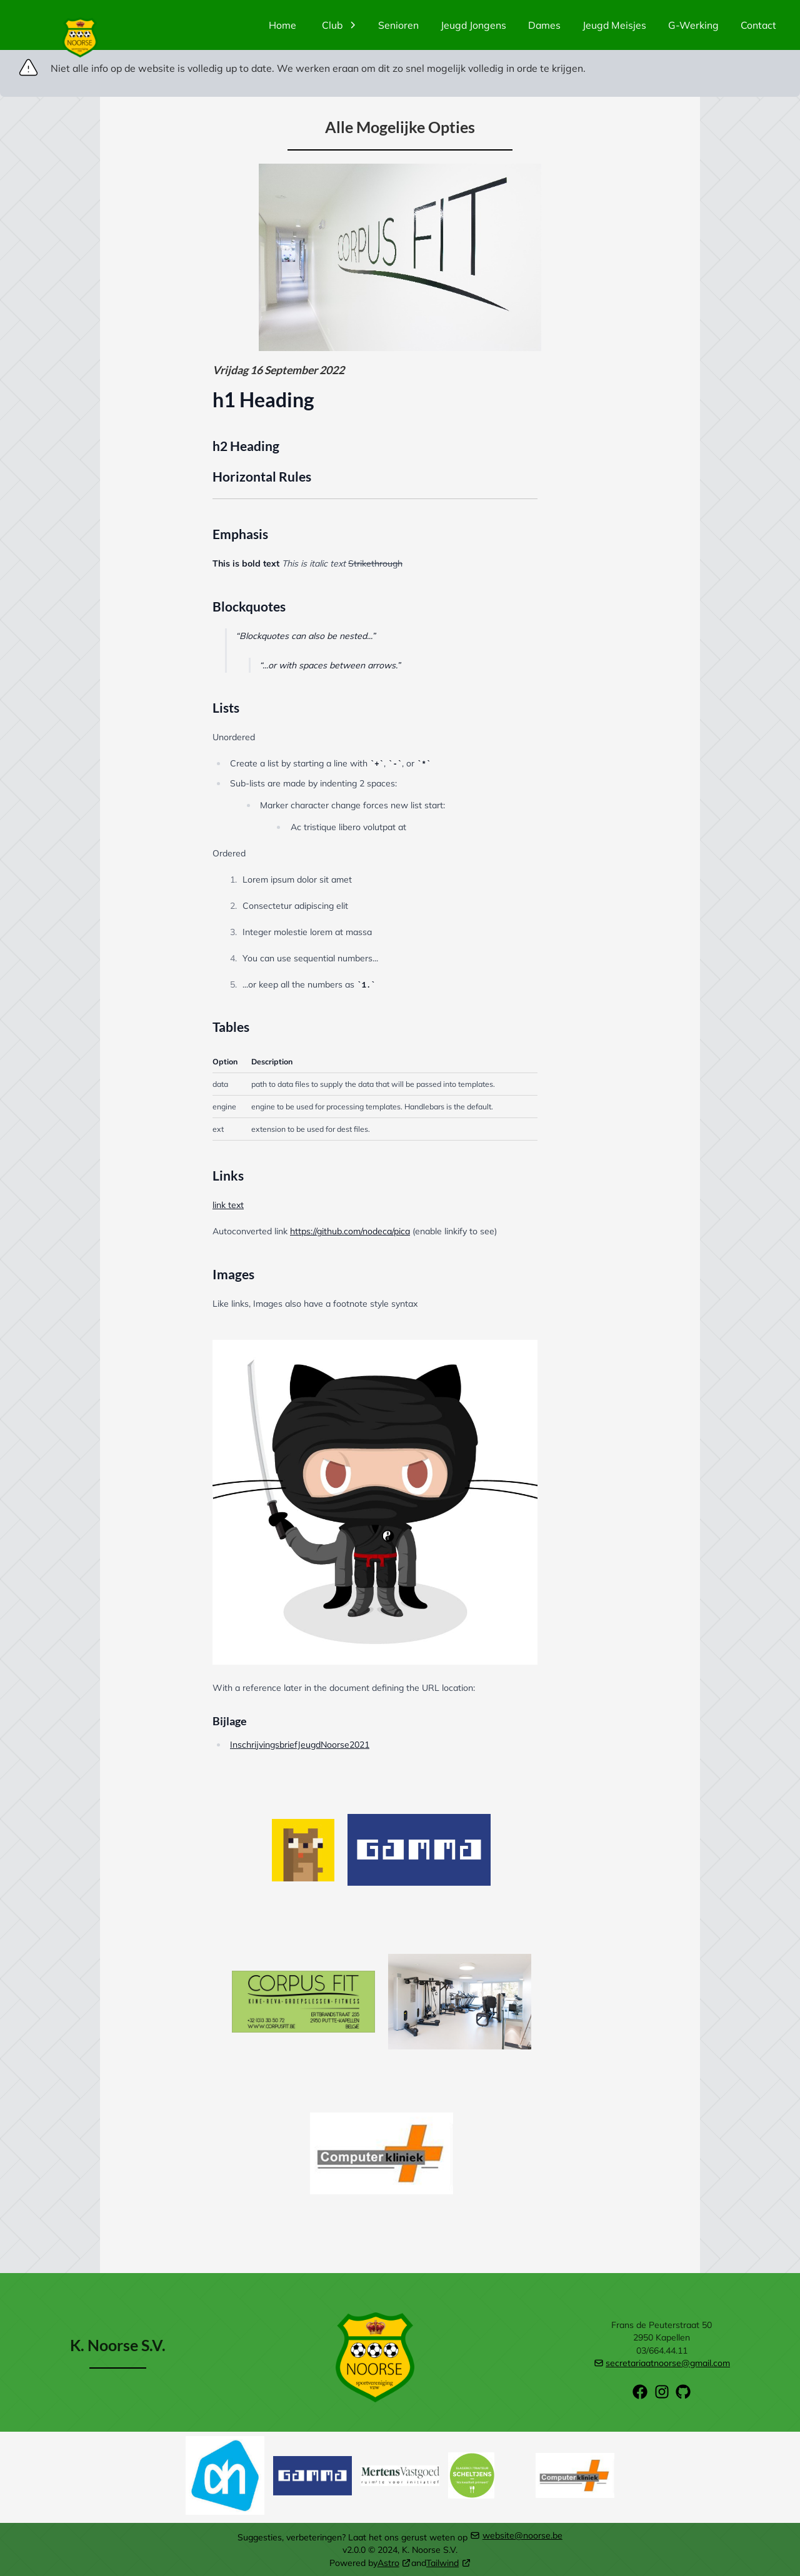 Home Club Senioren Jeugd Jongens Dames Jeugd Meisjes G-Werking Contact
NOORSE
Niet alle info op de website is volledig up to date. We werken eraan om dit zo snel mogelijk volledig in orde te krijgen.
Alle Mogelijke Opties
CORPUS FIT
Vrijdag 16 September 2022
h1 Heading
h2 Heading
Horizontal Rules
Emphasis
This is bold text This is italic text Strikethrough
Blockquotes
“Blockquotes can also be nested...”
“...or with spaces between arrows.”
Lists
Unordered
Create a list by starting a line with `+`, `-`, or `*`
Sub-lists are made by indenting 2 spaces:
Marker character change forces new list start:
Ac tristique libero volutpat at
Ordered
1. Lorem ipsum dolor sit amet
2. Consectetur adipiscing elit
3. Integer molestie lorem at massa
4. You can use sequential numbers...
5. ...or keep all the numbers as `1.`
Tables
Option Description
data path to data files to supply the data that will be passed into templates.
engine engine to be used for processing templates. Handlebars is the default.
ext extension to be used for dest files.
Links
link text
Autoconverted link https://github.com/nodeca/pica (enable linkify to see)
Images
Like links, Images also have a footnote style syntax
With a reference later in the document defining the URL location:
Bijlage
InschrijvingsbriefJeugdNoorse2021
GAMMA
CORPUS FIT
KINE-REVA-GROEPSLESSEN-FITNESS
ERTBRANDSTRAAT 235
+32 (0)3 30 50 72 2950 PUTTE-KAPELLEN
WWW.CORPUSFIT.BE BELGIË
Computerkliniek
K. Noorse S.V.
NOORSE
sportvereniging
vzw
Frans de Peuterstraat 50
2950 Kapellen
03/664.44.11
secretariaatnoorse@gmail.com
ah GAMMA Mertens Vastgoed SCHELTJENS Computerkliniek
ruimte voor initiatief
Suggesties, verbeteringen? Laat het ons gerust weten op website@noorse.be
v2.0.0 © 2024, K. Noorse S.V.
Powered by Astro and Tailwind